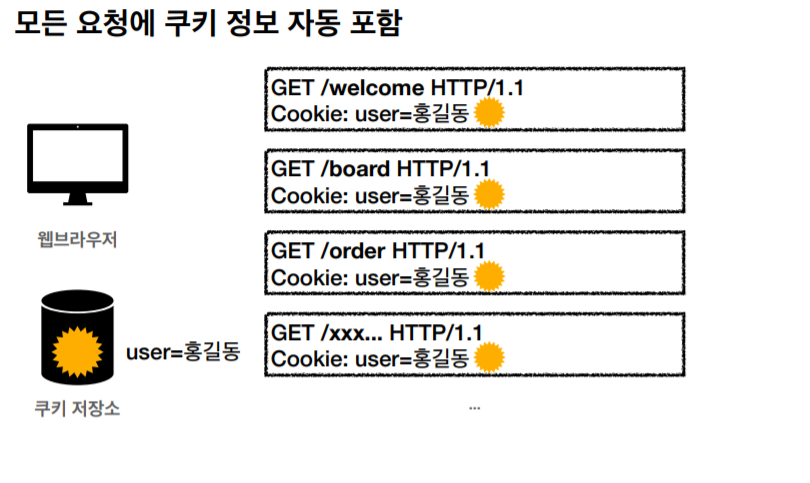 모든 요청에 쿠키 정보 자동 포함
GET /welcome HTTP/1.1
Cookie: user=홍길동
GET /board HTTP/1.1
Cookie: user=홍길동
웹브라우저
GET /order HTTP/1.1
Cookie: user=홍길동
GET /xxx... HTTP/1.1
Cookie: user=홍길동
user=홍길동
쿠키 저장소
...